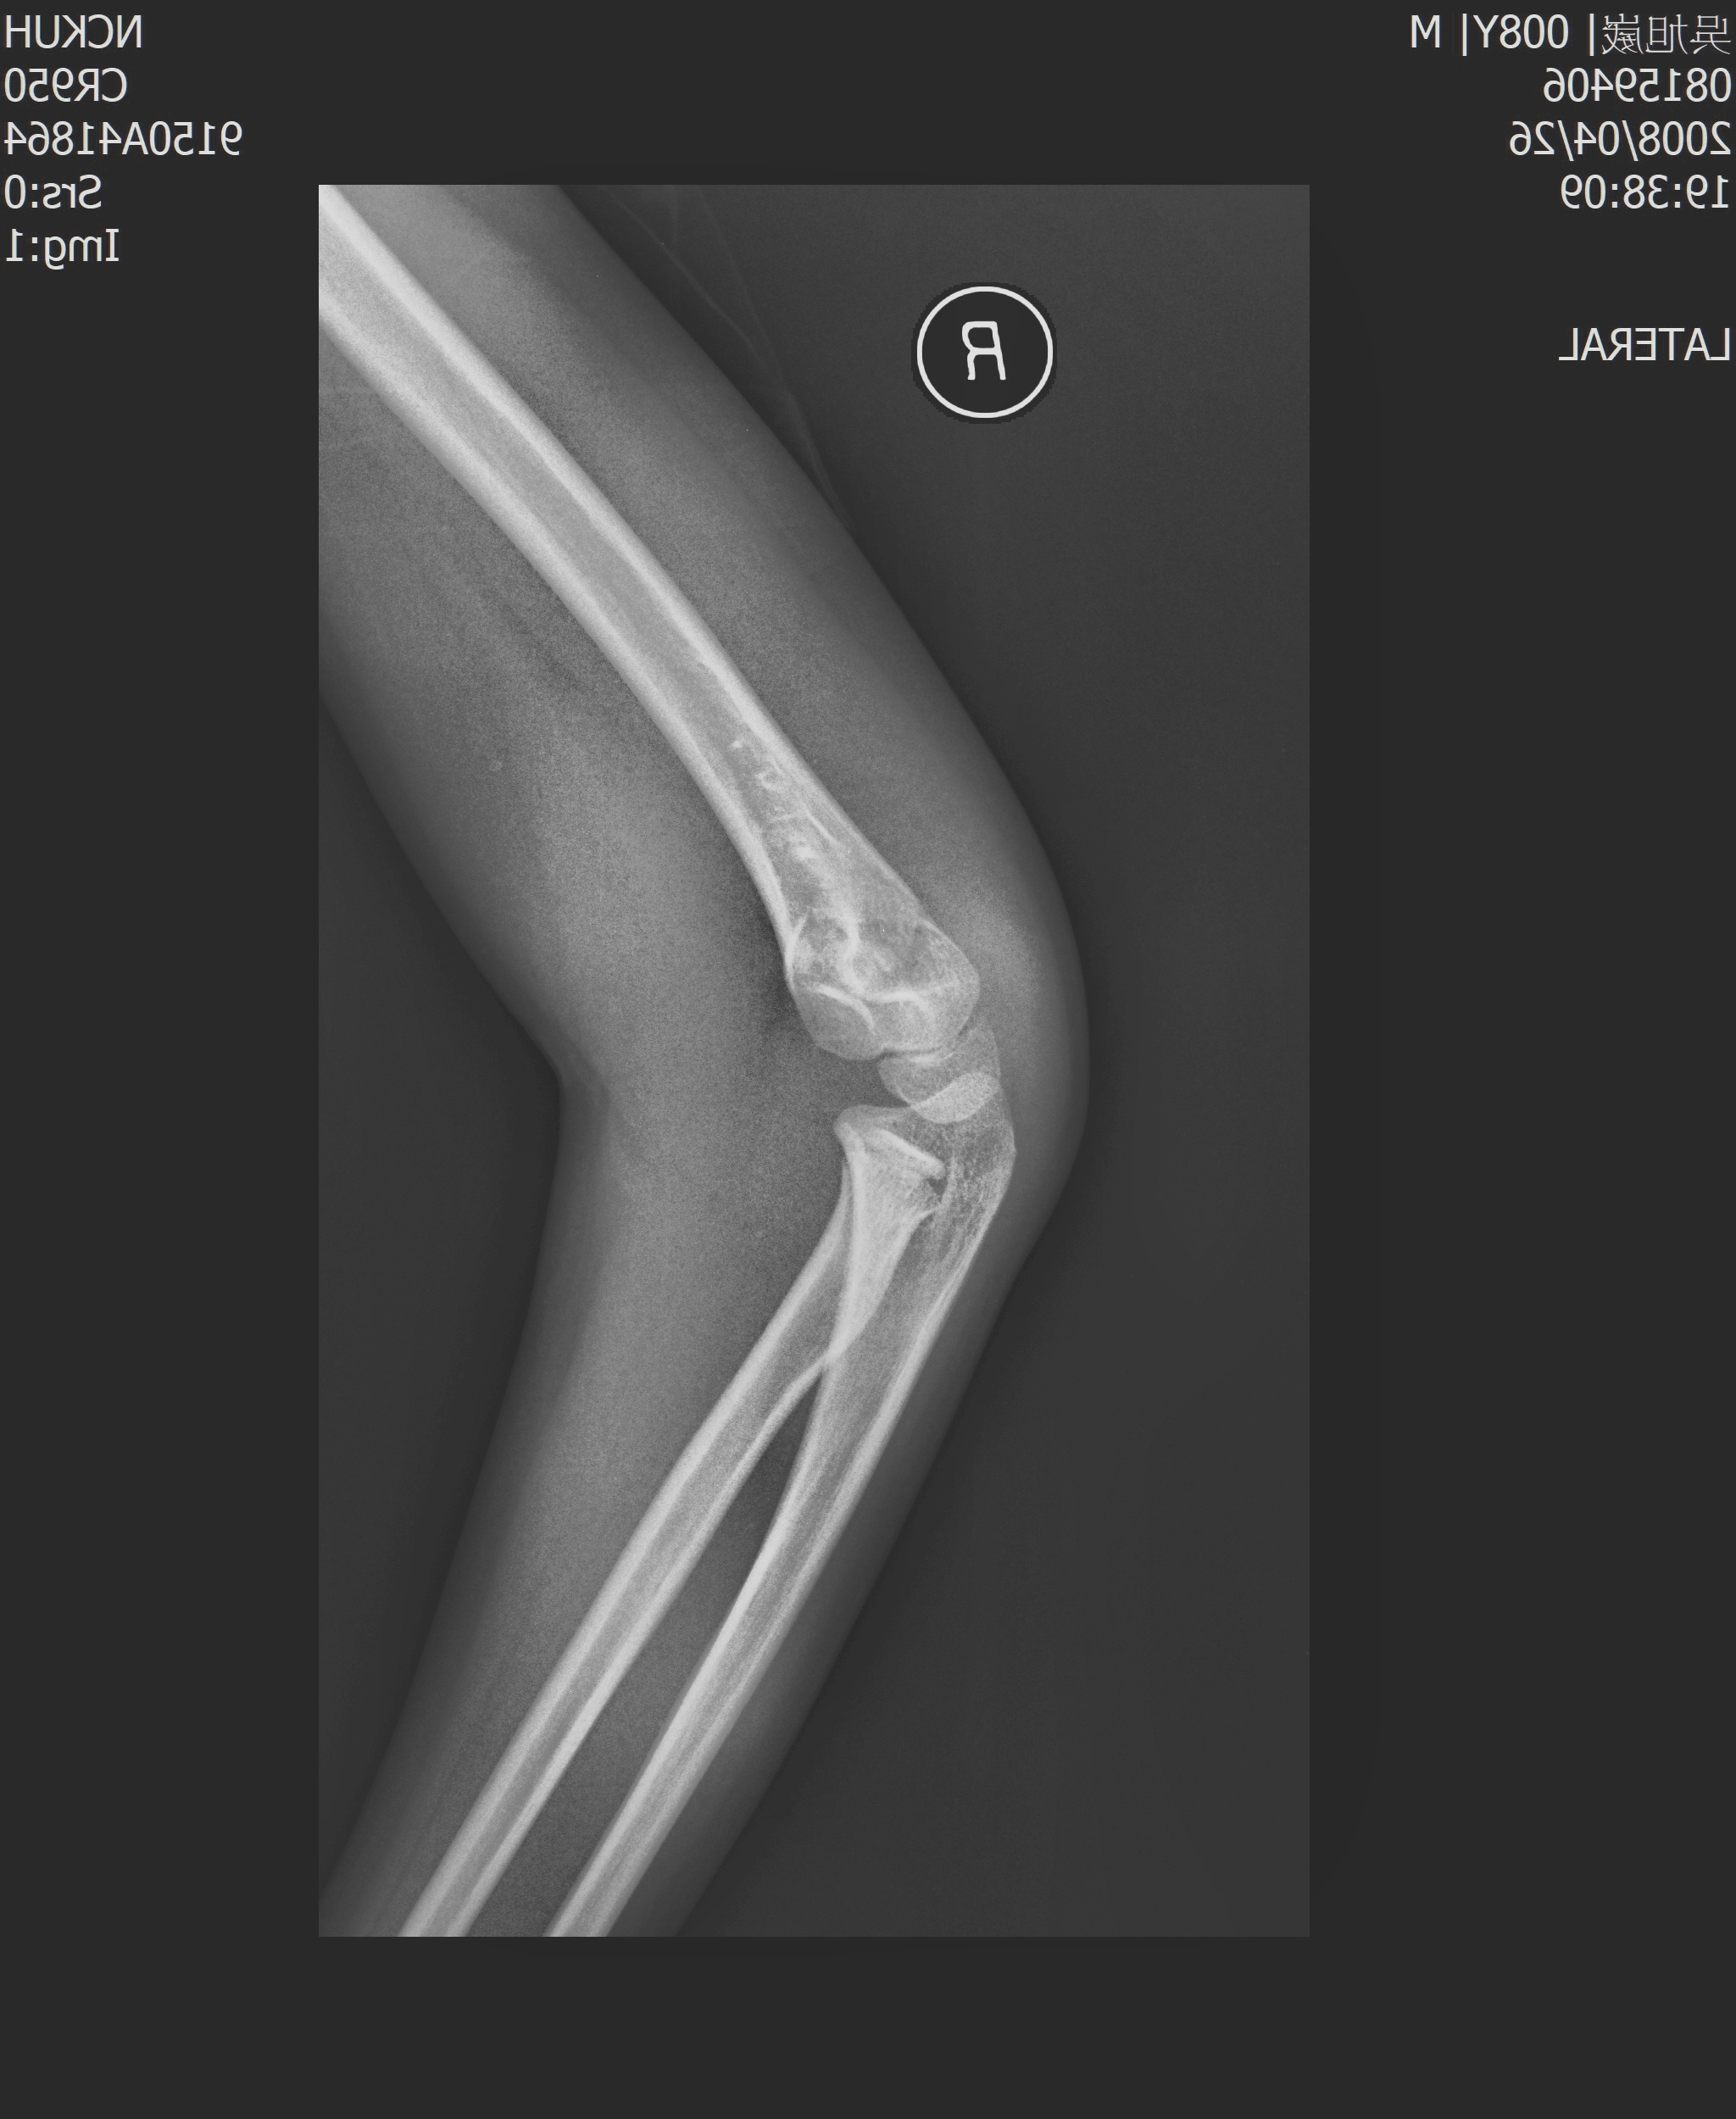 NCKUH
CR950
9150A41864
Srs:0
Img:1
吳旭崴| 008Y| M
08159406
2008/04/26
19:38:09
LATERAL
R